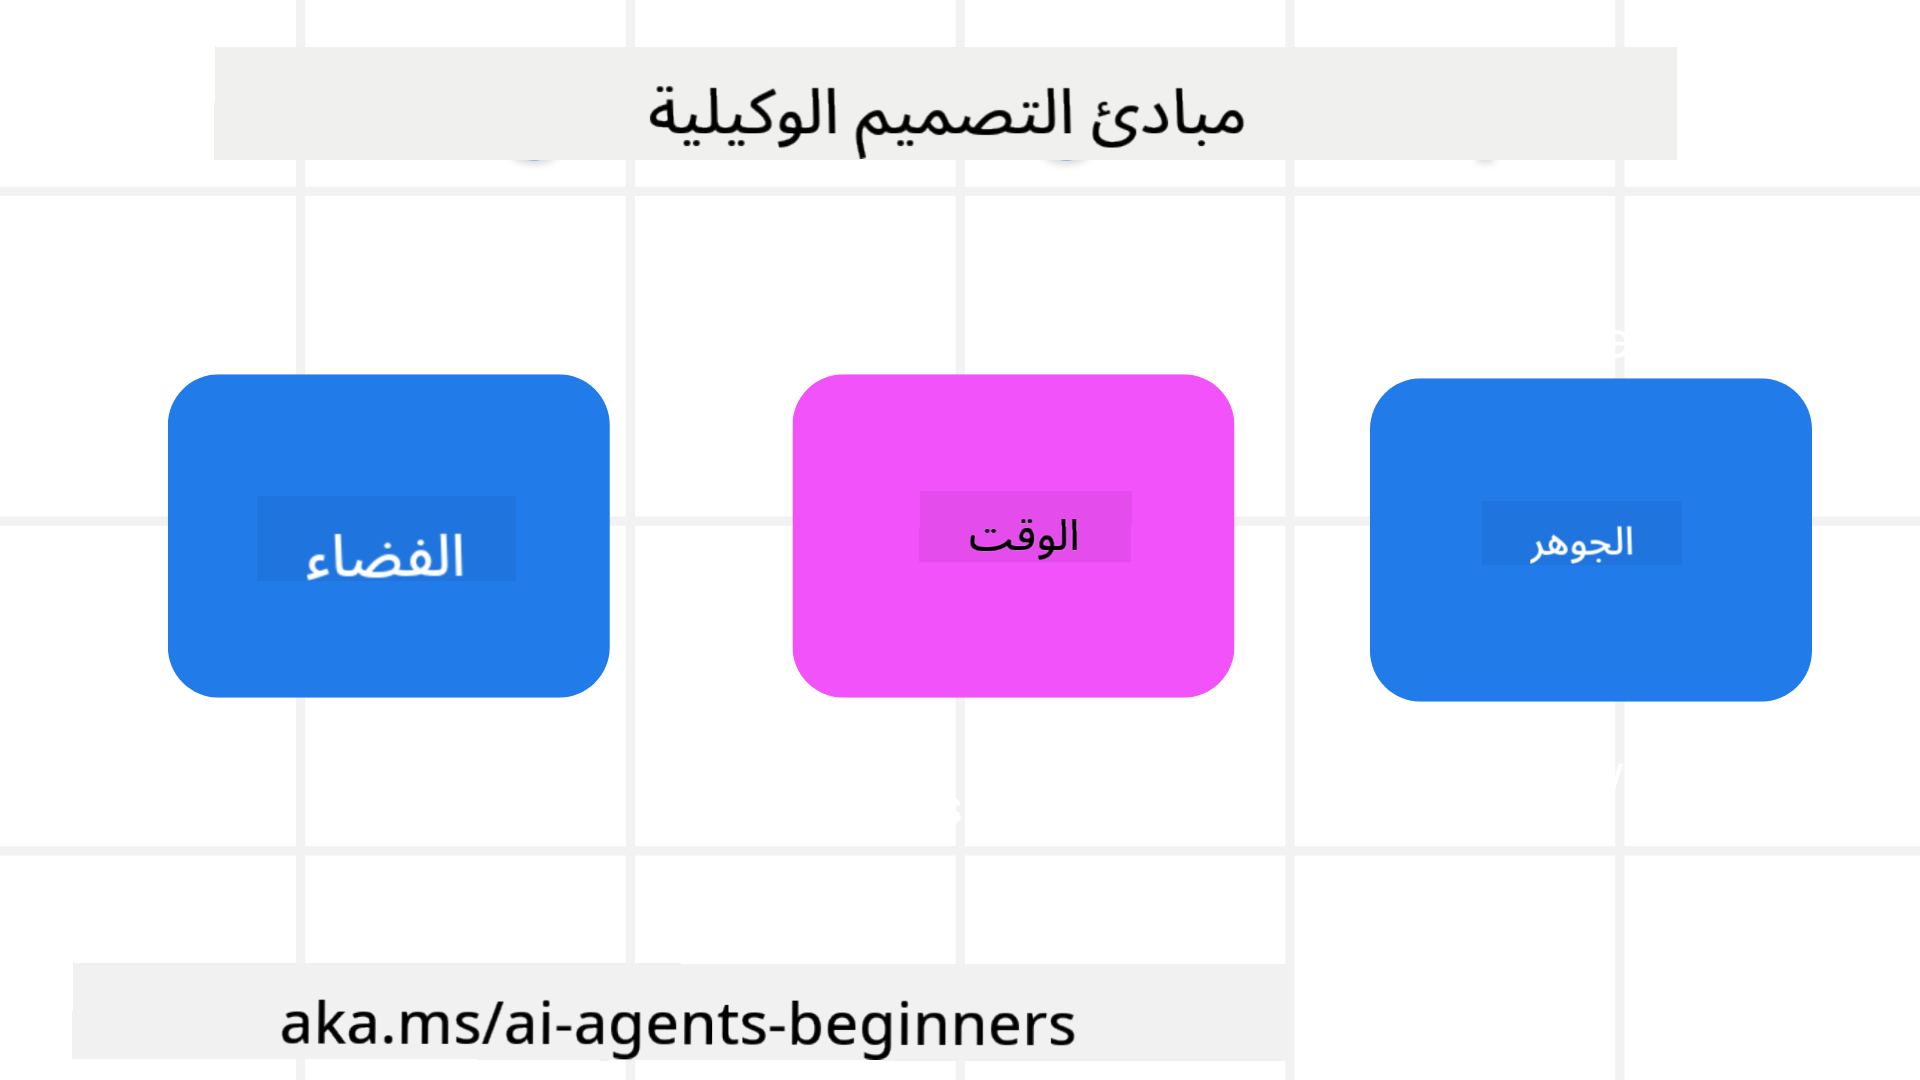 مبادئ التصميم الوكيلية
الفضاء
الوقت
الجوهر
aka.ms/ai-agents-beginners